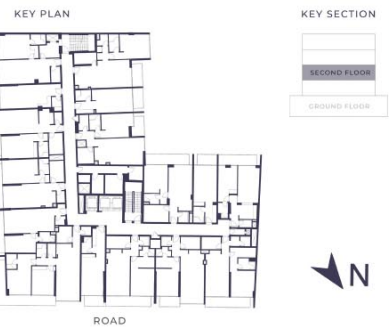 KEY PLAN
KEY SECTION
SECOND FLOOR
GROUND FLOOR
N
ROAD